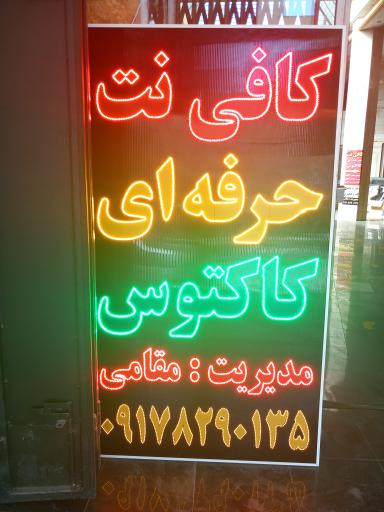 کافی نت
حرفه‌ای
کاکتوس
مدیریت : مقامی
۰۹۱۷۸۲۹۰۱۳۵